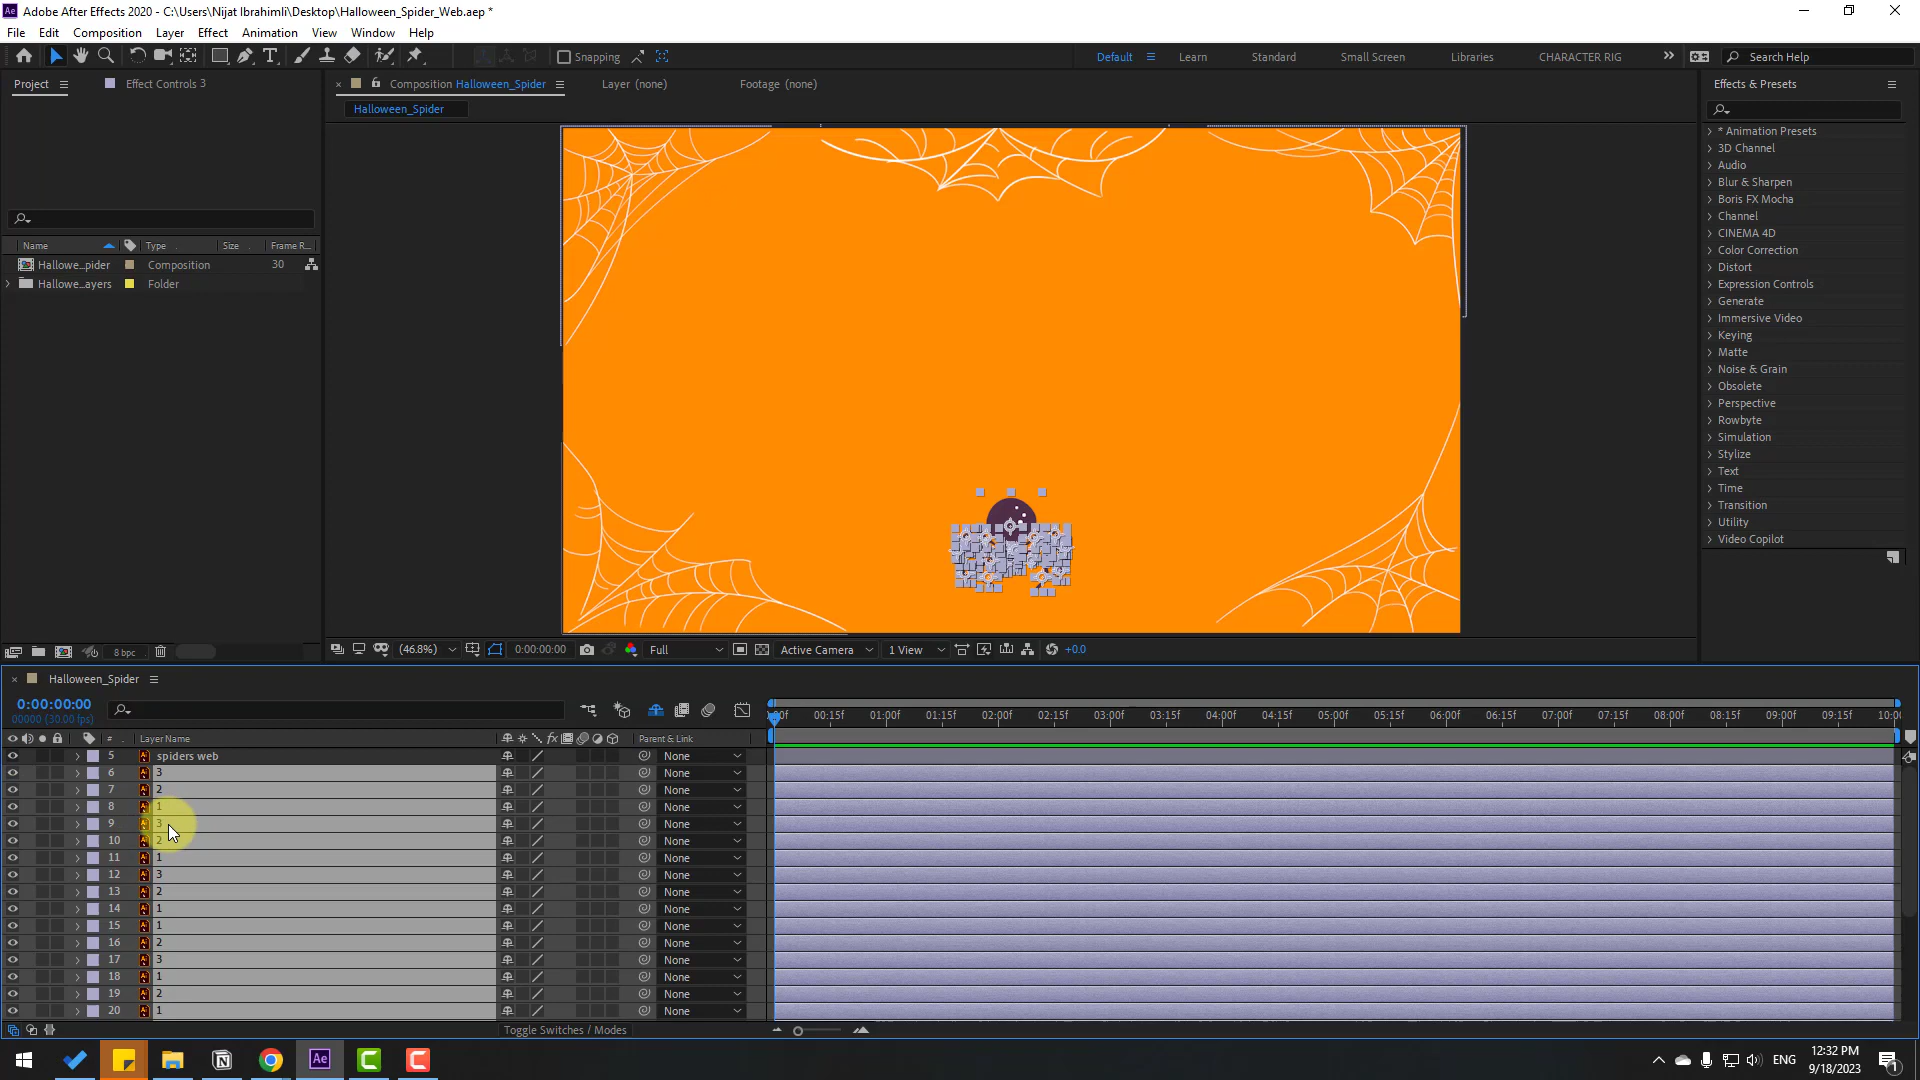 Adobe After Effects 2020 - C:\Users\Nijat Ibrahimli\Desktop\Halloween_Spider_Web.aep *
File Edit Composition Layer Effect Animation View Window Help
Snapping Default Learn Standard Small Screen Libraries CHARACTER RIG Search Help
Project Effect Controls 3 Composition Halloween_Spider Layer (none) Footage (none) Effects & Presets
Halloween_Spider
Name Type Size Frame R...
Hallowe...pider Composition 30
Hallowe...ayers Folder
* Animation Presets
3D Channel
Audio
Blur & Sharpen
Boris FX Mocha
Channel
CINEMA 4D
Color Correction
Distort
Expression Controls
Generate
Immersive Video
Keying
Matte
Noise & Grain
Obsolete
Perspective
Rowbyte
Simulation
Stylize
Text
Time
Transition
Utility
Video Copilot
8 bpc (46.8%) 0:00:00:00 Full Active Camera 1 View +0.0
Halloween_Spider
0:00:00:00
00000 (30.00 fps)
:00f 00:15f 01:00f 01:15f 02:00f 02:15f 03:00f 03:15f 04:00f 04:15f 05:00f 05:15f 06:00f 06:15f 07:00f 07:15f 08:00f 08:15f 09:00f 09:15f 10:00
# Layer Name fx Parent & Link
5 spiders web None
6 3 None
7 2 None
8 1 None
9 3 None
10 2 None
11 1 None
12 3 None
13 2 None
14 1 None
15 1 None
16 2 None
17 3 None
18 1 None
19 2 None
20 1 None
Toggle Switches / Modes
ENG 12:32 PM
9/18/2023
1